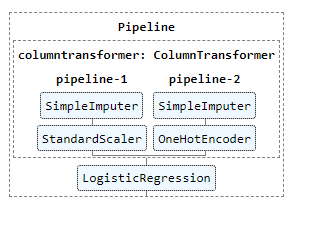 Pipeline
columntransformer: ColumnTransformer
pipeline-1 pipeline-2
SimpleImputer SimpleImputer
StandardScaler OneHotEncoder
LogisticRegression